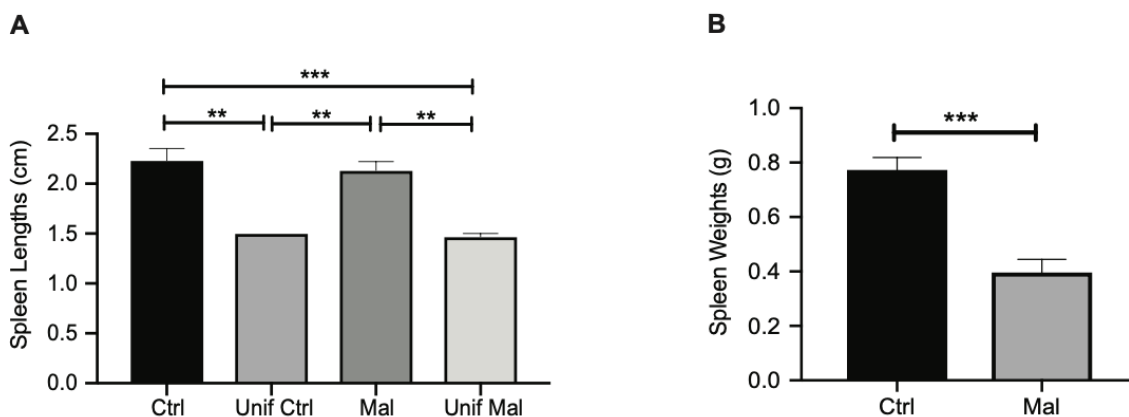 A
***
** ** **
Spleen Lengths (cm)
2.5
2.0
1.5
1.0
0.5
0.0
Ctrl Unif Ctrl Mal Unif Mal
B
***
Spleen Weights (g)
1.0
0.8
0.6
0.4
0.2
0.0
Ctrl Mal